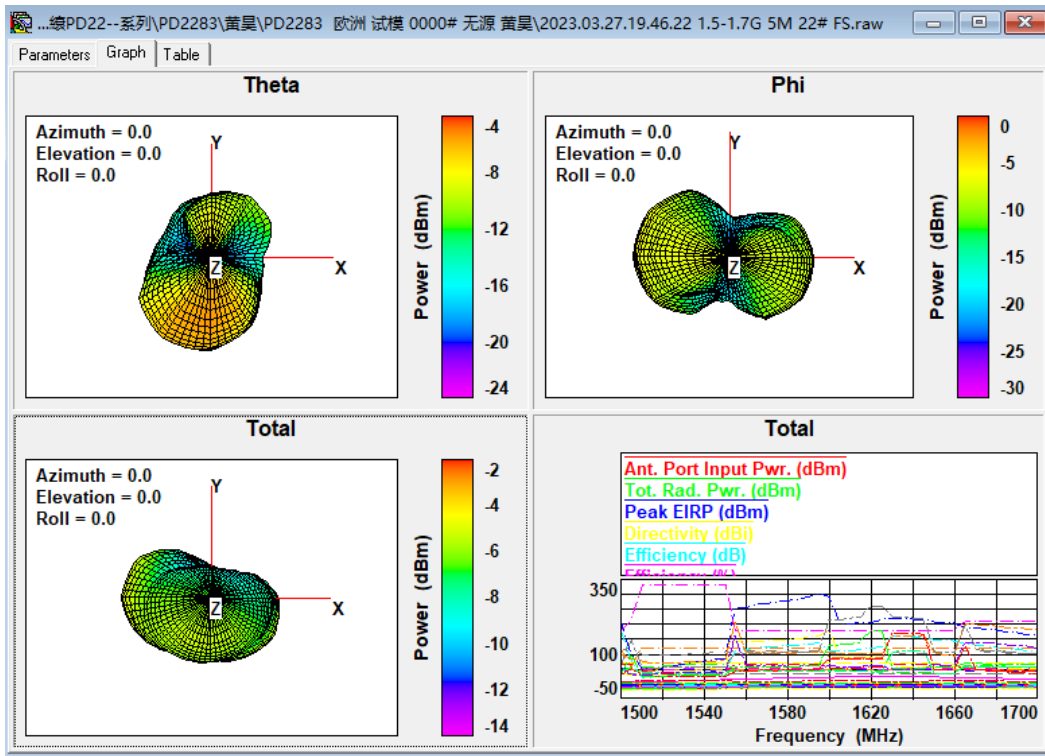 ...缋PD22--系列\PD2283\黄昊\PD2283 欧洲 试模 0000# 无源 黄昊\2023.03.27.19.46.22 1.5-1.7G 5M 22# FS.raw
Parameters Graph Table
Theta
Azimuth = 0.0
Elevation = 0.0
Roll = 0.0
Y
X
Z
-4
-8
-12
-16
-20
-24
Power (dBm)
Phi
Azimuth = 0.0
Elevation = 0.0
Roll = 0.0
Y
X
Z
0
-5
-10
-15
-20
-25
-30
Power (dBm)
Total
Azimuth = 0.0
Elevation = 0.0
Roll = 0.0
Y
X
Z
-2
-4
-6
-8
-10
-12
-14
Power (dBm)
Total
Ant. Port Input Pwr. (dBm)
Tot. Rad. Pwr. (dBm)
Peak EIRP (dBm)
Directivity (dBi)
Efficiency (dB)
Efficiency (%)
350
100
-50
1500 1540 1580 1620 1660 1700
Frequency (MHz)